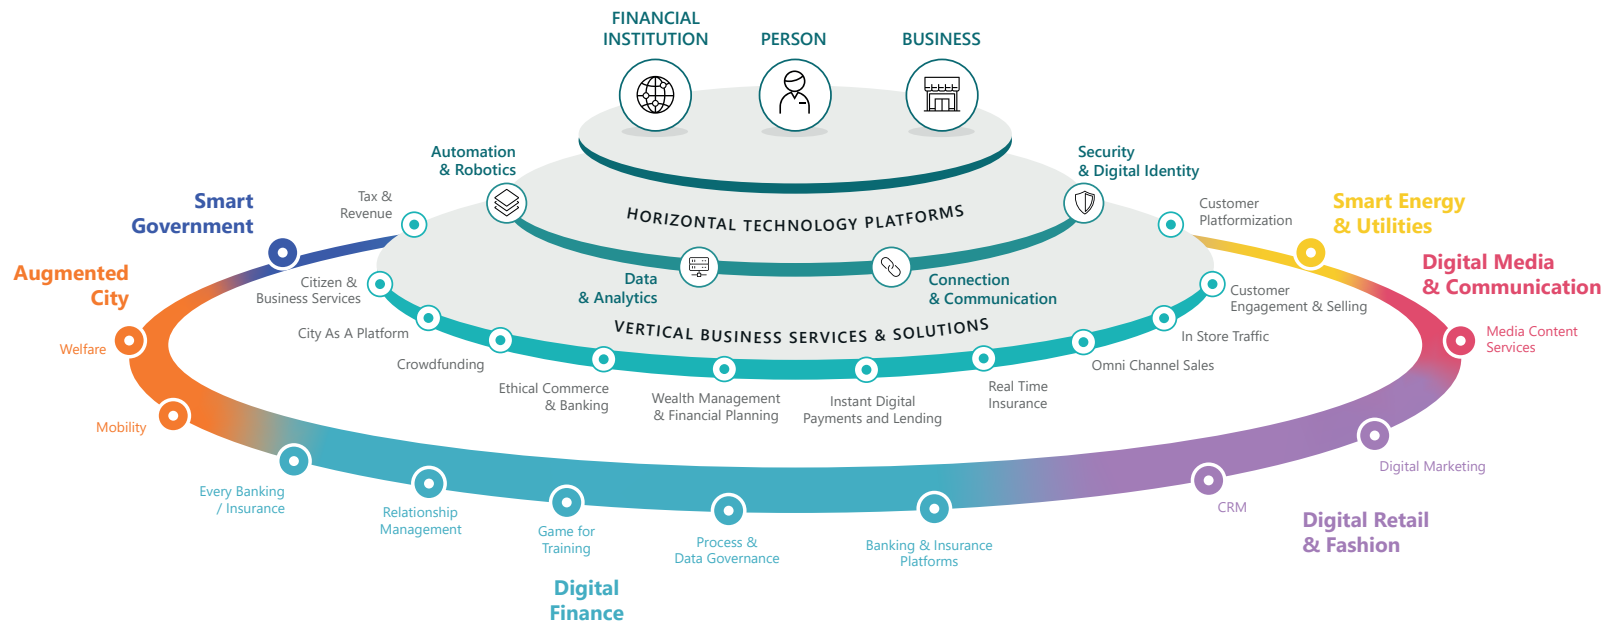 FINANCIAL
INSTITUTION
PERSON
BUSINESS
Automation
& Robotics
Security
& Digital Identity
HORIZONTAL TECHNOLOGY PLATFORMS
Data
& Analytics
Connection
& Communication
VERTICAL BUSINESS SERVICES & SOLUTIONS
Tax &
Revenue
Citizen &
Business Services
City As A Platform
Crowdfunding
Ethical Commerce
& Banking
Wealth Management
& Financial Planning
Instant Digital
Payments and Lending
Real Time
Insurance
Omni Channel Sales
In Store Traffic
Customer
Engagement & Selling
Customer
Platformization
Smart
Government
Augmented
City
Welfare
Mobility
Every Banking
/ Insurance
Relationship
Management
Game for
Training
Process &
Data Governance
Banking & Insurance
Platforms
Digital
Finance
CRM
Digital Marketing
Digital Retail
& Fashion
Media Content
Services
Digital Media
& Communication
Smart Energy
& Utilities